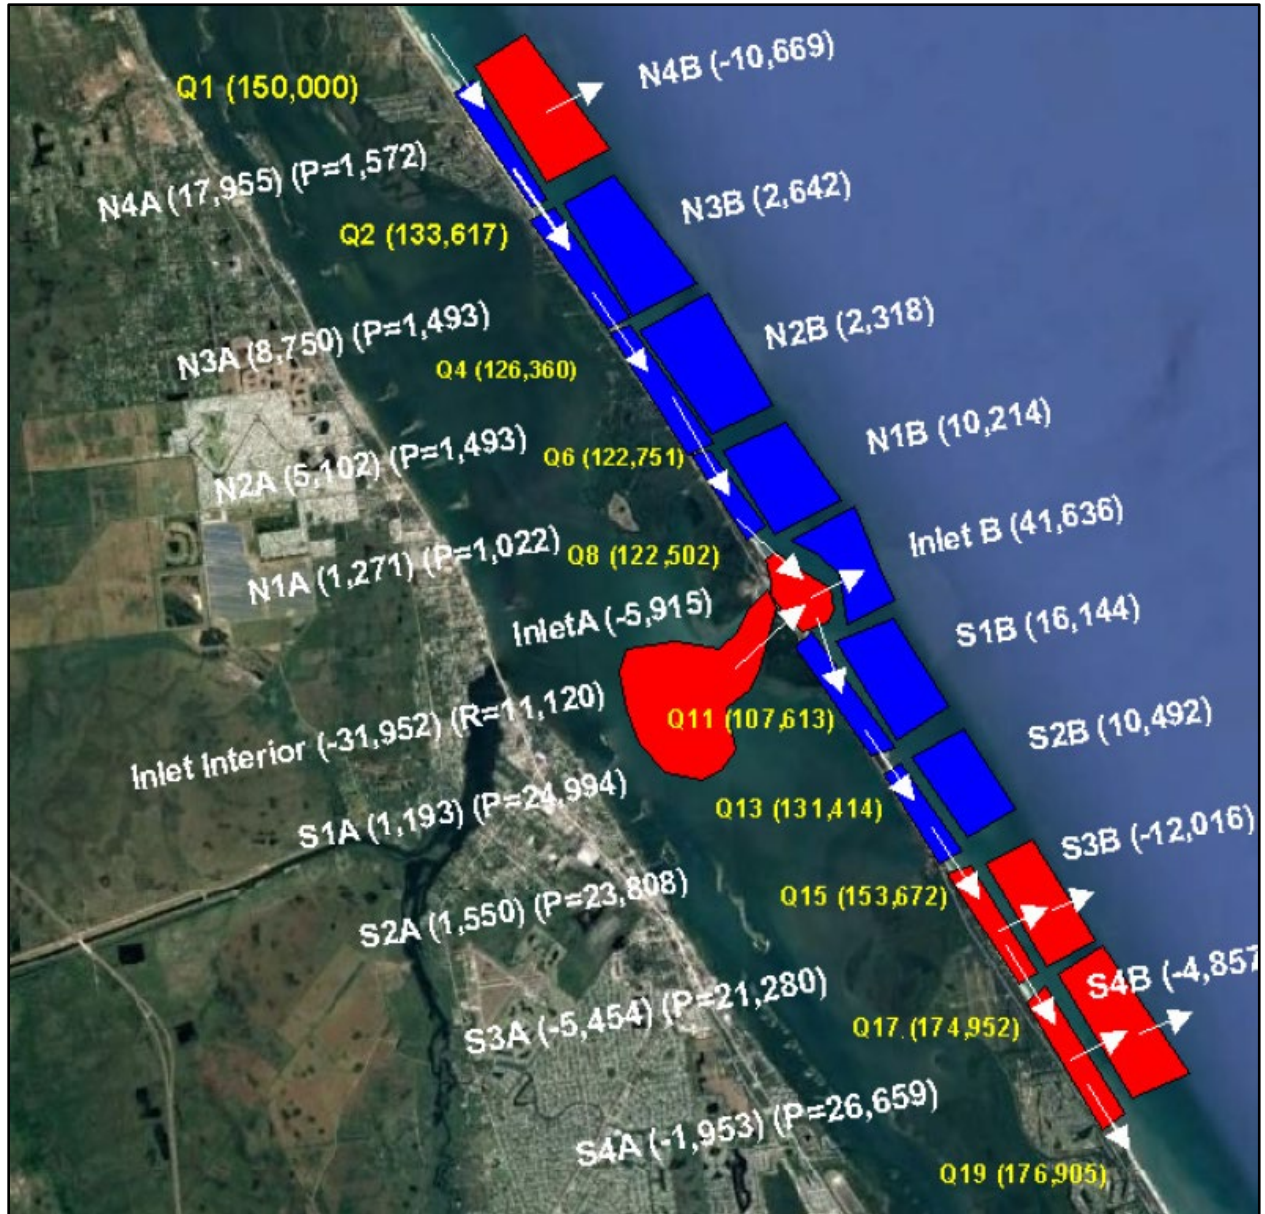 N4B (-10,669)
Q1 (150,000)
N4A (17,955) (P=1,572)
N3B (2,642)
Q2 (133,617)
N3A (8,750) (P=1,493)
N2B (2,318)
Q4 (126,360)
N2A (5,102) (P=1,493)
Q6 (122,751)
N1B (10,214)
N1A (1,271) (P=1,022)
Q8 (122,502)
Inlet B (41,636)
InletA (-5,915)
S1B (16,144)
Inlet Interior (-31,952) (R=11,120)
Q11 (107,613)
S2B (10,492)
S1A (1,193) (P=24,994)
Q13 (131,414)
S3B (-12,016)
S2A (1,550) (P=23,808)
Q15 (153,672)
S4B (-4,857
S3A (-5,454) (P=21,280)
Q17. (174,952)
S4A (-1,953) (P=26,659)
Q19 (176,905)